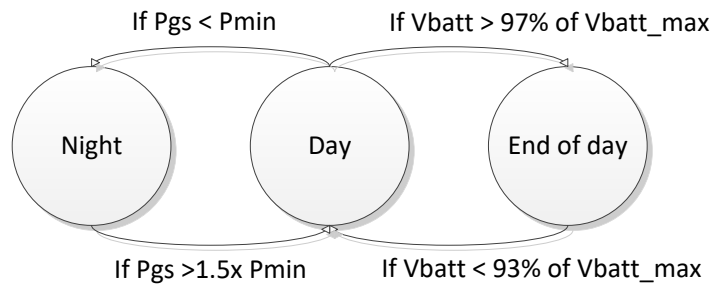 If Pgs < Pmin
If Vbatt > 97% of Vbatt_max
Night
Day
End of day
If Pgs >1.5x Pmin
If Vbatt < 93% of Vbatt_max